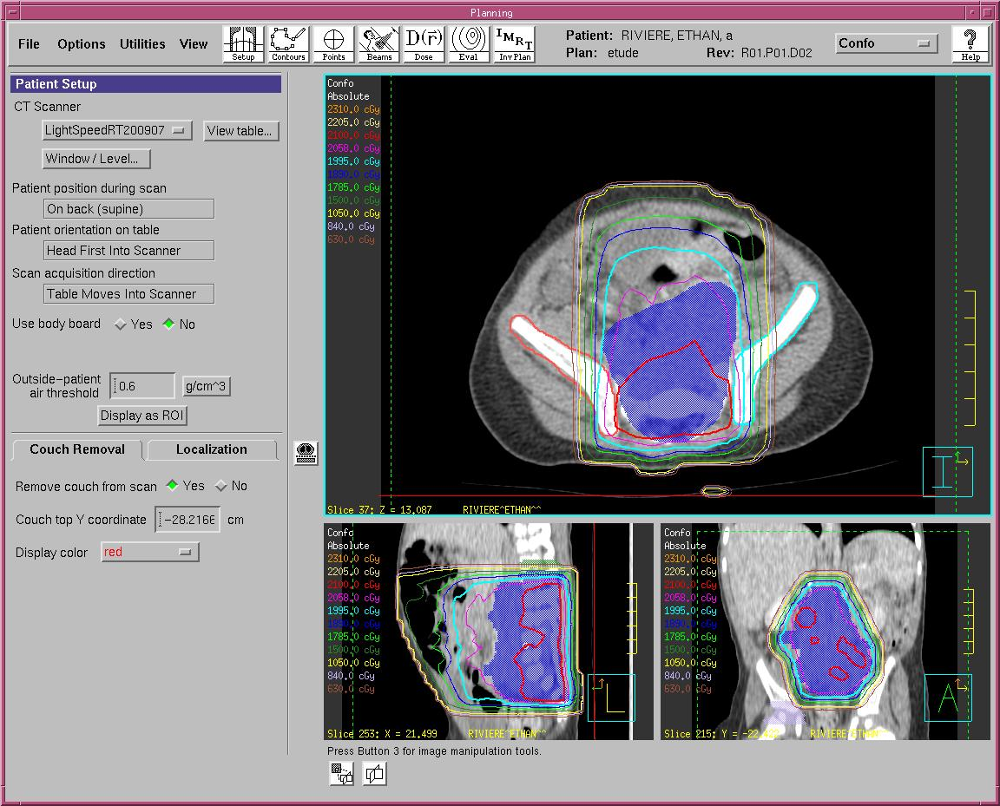 Planning
File Options Utilities View
Setup Contours Points Beams D(r) Dose Eval IMRT Inv Plan
Patient: RIVIERE, ETHAN, a
Plan: etude Rev: R01.P01.D02
Confo
? Help
Patient Setup
CT Scanner
LightSpeedRT200907 View table...
Window / Level...
Patient position during scan
On back (supine)
Patient orientation on table
Head First Into Scanner
Scan acquisition direction
Table Moves Into Scanner
Use body board Yes No
Outside-patient
air threshold 0.6 g/cm^3
Display as ROI
Couch Removal Localization
Remove couch from scan Yes No
Couch top Y coordinate -28.2166 cm
Display color red
Confo
Absolute
2310.0 cGy
2205.0 cGy
2100.0 cGy
2058.0 cGy
1995.0 cGy
1890.0 cGy
1785.0 cGy
1500.0 cGy
1050.0 cGy
840.0 cGy
630.0 cGy
I
Slice 37: Z = 13.087 RIVIERE^ETHAN^^
Confo
Absolute
2310.0 cGy
2205.0 cGy
2100.0 cGy
2058.0 cGy
1995.0 cGy
1890.0 cGy
1785.0 cGy
1500.0 cGy
1050.0 cGy
840.0 cGy
630.0 cGy
L
Slice 253: X = 21.499 RIVIERE^ETHAN^^
Confo
Absolute
2310.0 cGy
2205.0 cGy
2100.0 cGy
2058.0 cGy
1995.0 cGy
1890.0 cGy
1785.0 cGy
1500.0 cGy
1050.0 cGy
840.0 cGy
630.0 cGy
A
Slice 215: Y = RIVIERE^ETHAN^^
Press Button 3 for image manipulation tools.